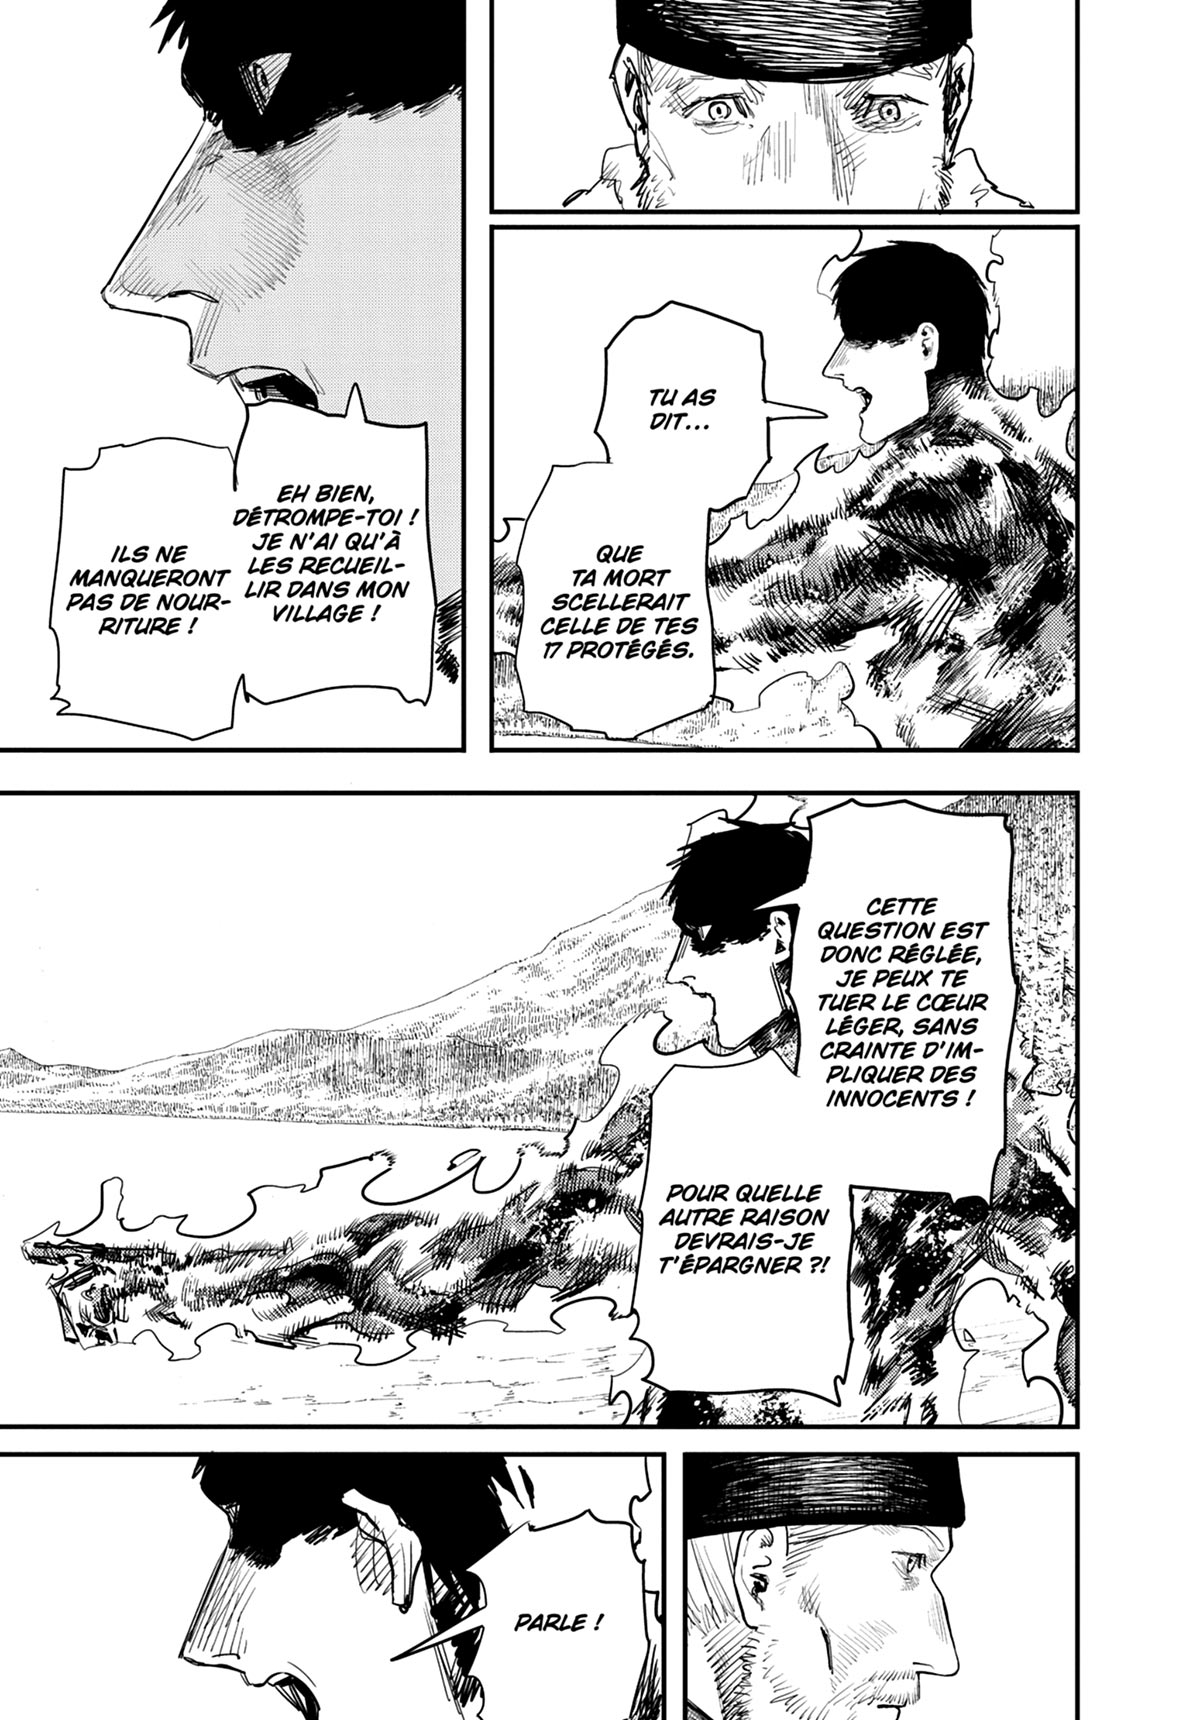 TU AS
DIT...
QUE
TA MORT
SCELLERAIT
CELLE DE TES
17 PROTÉGÉS.
EH BIEN,
DÉTROMPE-TOI !
JE N'AI QU'À
LES RECUEIL-
LIR DANS MON
VILLAGE !
ILS NE
MANQUERONT
PAS DE NOUR-
RITURE !
CETTE
QUESTION EST
DONC RÉGLÉE,
JE PEUX TE
TUER LE CŒUR
LÉGER, SANS
CRAINTE D'IM-
PLIQUER DES
INNOCENTS !
POUR QUELLE
AUTRE RAISON
DEVRAIS-JE
T'ÉPARGNER ?!
PARLE !